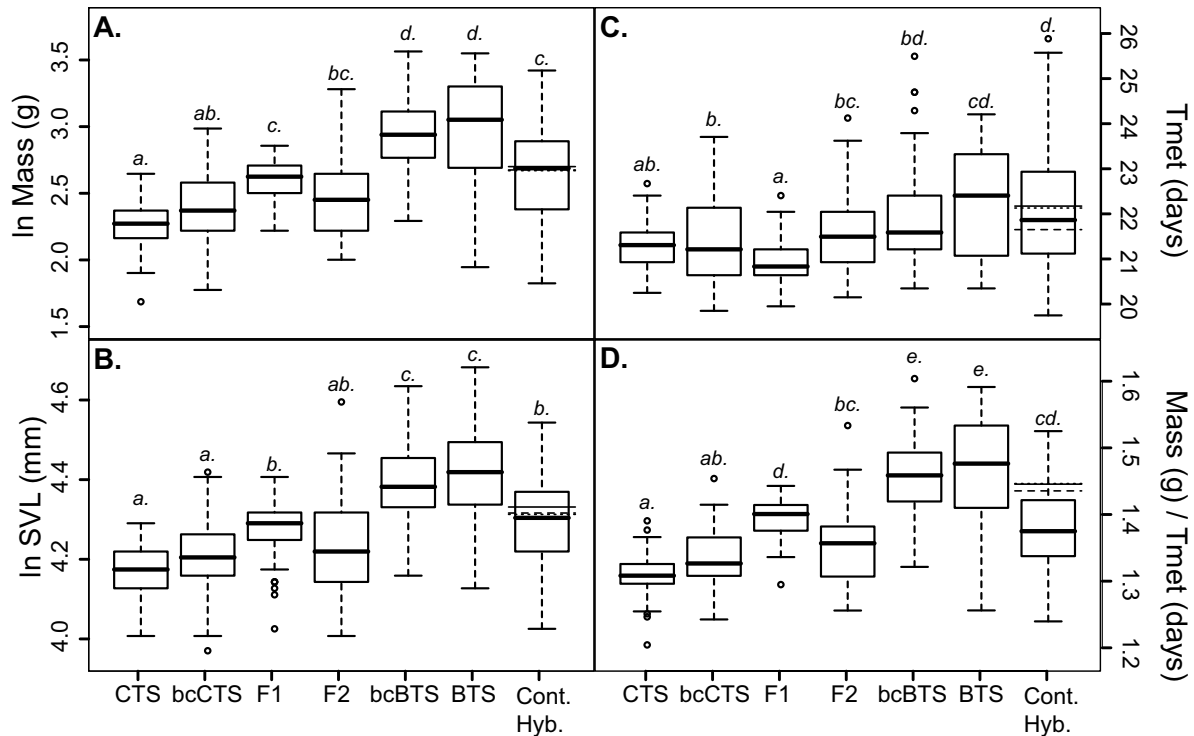 A.
ln Mass (g)
3.5
3.0
2.5
2.0
1.5
a.
ab.
c.
bc.
d.
d.
c.
C.
Tmet (days)
26
25
24
23
22
21
20
ab.
b.
a.
bc.
bd.
cd.
d.
B.
ln SVL (mm)
4.6
4.4
4.2
4.0
a.
a.
b.
ab.
c.
c.
b.
D.
Mass (g) / Tmet (days)
1.6
1.5
1.4
1.3
1.2
a.
ab.
d.
bc.
e.
e.
cd.
CTS bcCTS F1 F2 bcBTS BTS Cont.
Hyb.
CTS bcCTS F1 F2 bcBTS BTS Cont.
Hyb.